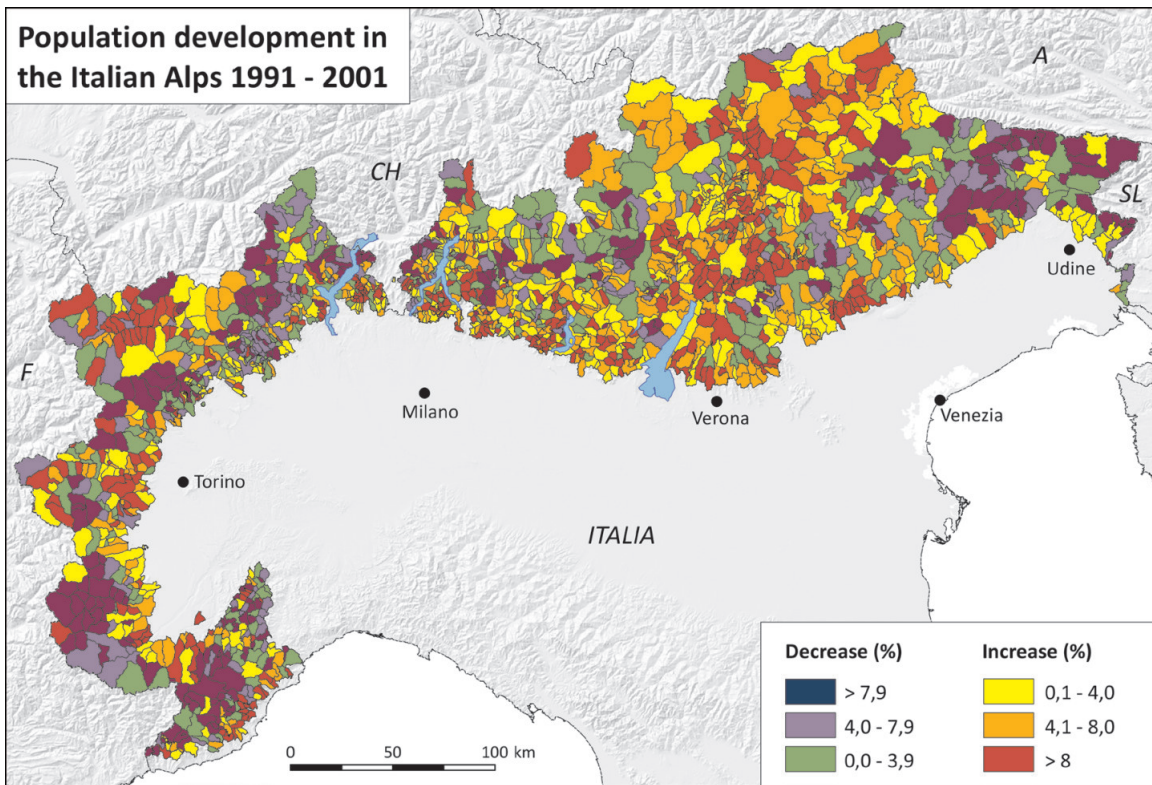 Population development in
the Italian Alps 1991 - 2001
A
CH
SL
Udine
F
Milano
Verona
Venezia
Torino
ITALIA
Decrease (%)
> 7,9
4,0 - 7,9
0,0 - 3,9
Increase (%)
0,1 - 4,0
4,1 - 8,0
> 8
0 50 100 km